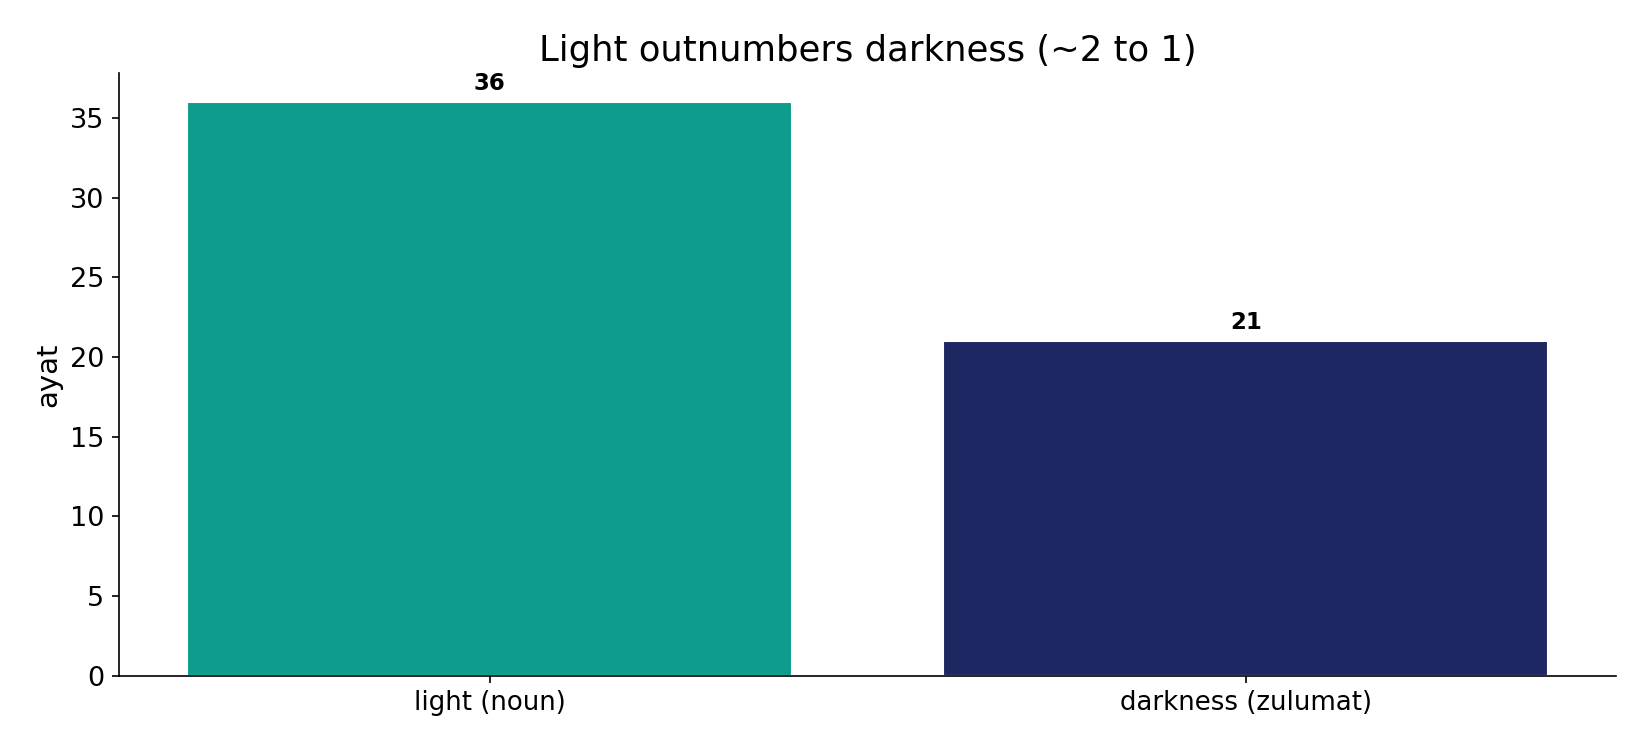 Light outnumbers darkness (~2 to 1)
36
21
ayat
35
30
25
20
15
10
5
0
light (noun)
darkness (zulumat)